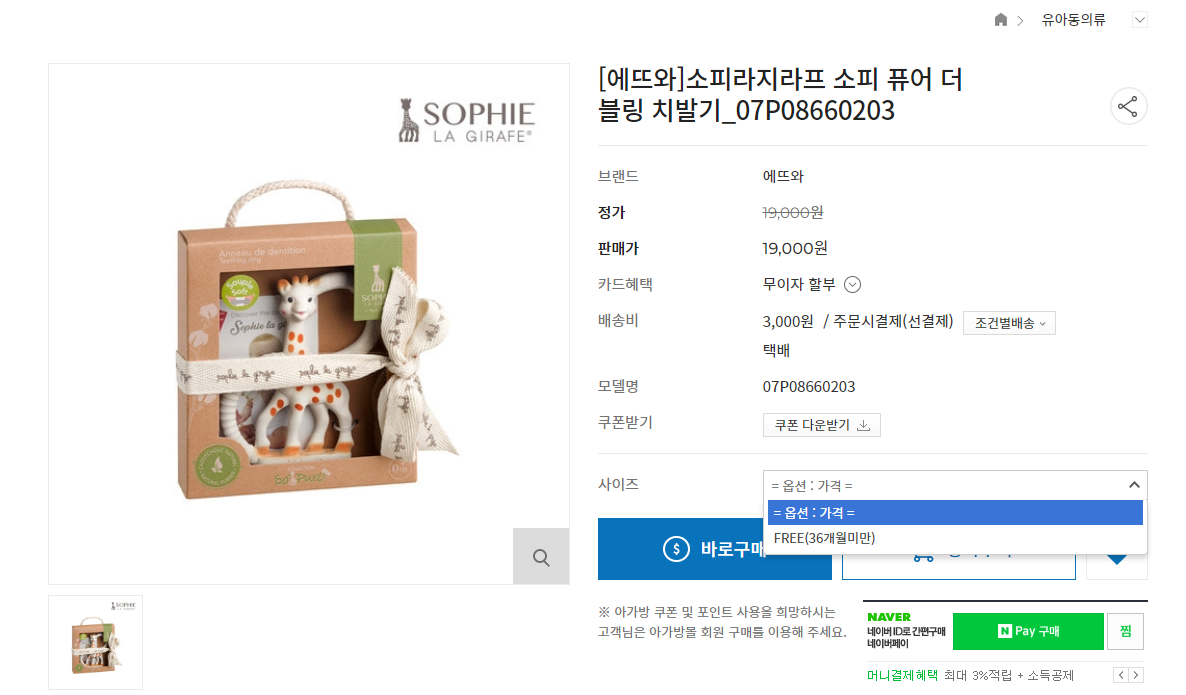 유아동의류
SOPHIE
LA GIRAFE®
Anneau de dentition
Teething ring
Souple
Soft
SOPHIE
Sophie la gi
sophie la girafe
So Pure
[에뜨와]소피라지라프 소피 퓨어 더
블링 치발기_07P08660203
브랜드 에뜨와
정가 19,000원
판매가 19,000원
카드혜택 무이자 할부
배송비 3,000원 / 주문시결제(선결제) 조건별배송
택배
모델명 07P08660203
쿠폰받기 쿠폰 다운받기
사이즈 = 옵션 : 가격 =
= 옵션 : 가격 =
FREE(36개월미만)
바로구매
※ 아가방 쿠폰 및 포인트 사용을 희망하시는
고객님은 아가방몰 회원 구매를 이용해 주세요.
NAVER
네이버ID로 간편구매
네이버페이
N Pay 구매
찜
머니결제혜택 최대 3%적립 + 소득공제